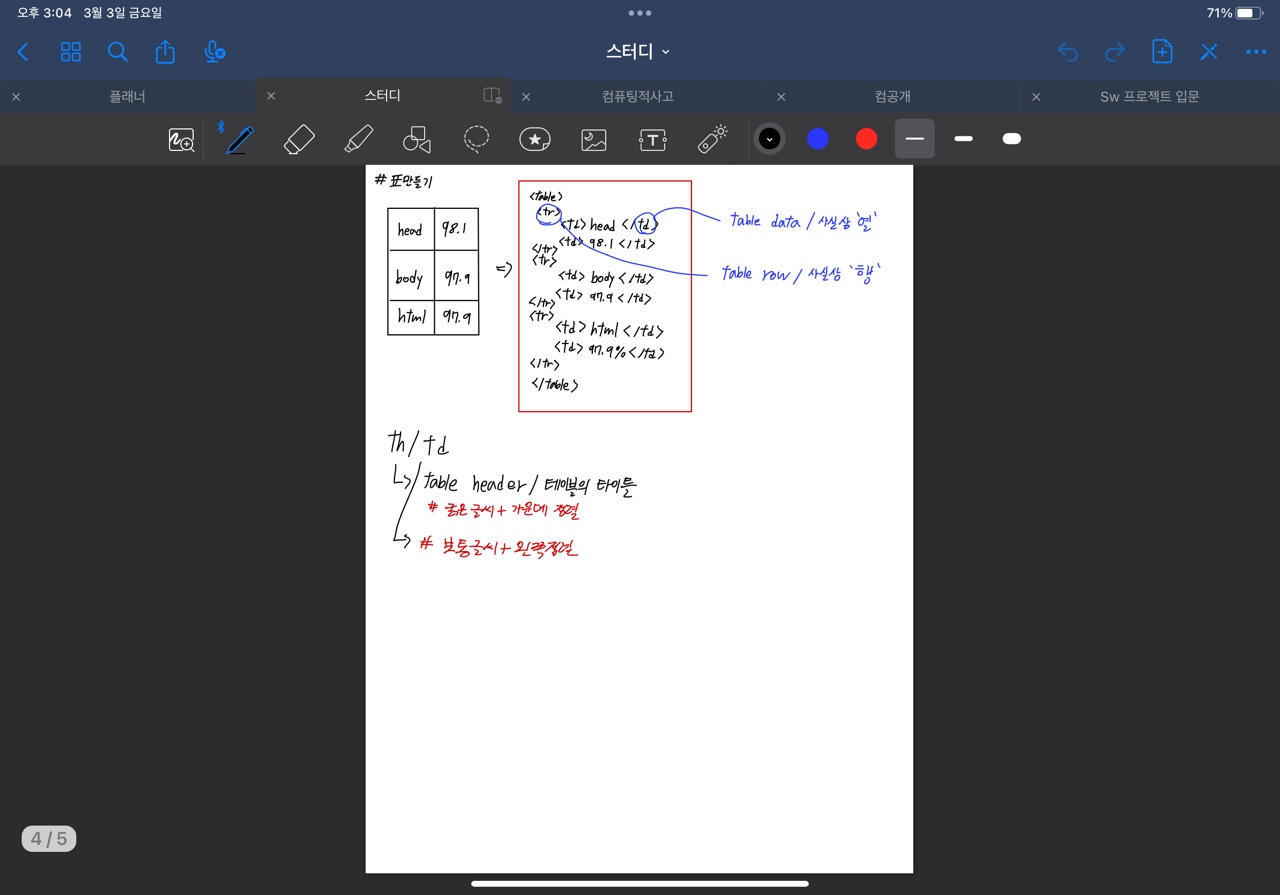 오후 3:04 3월 3일 금요일
71%
스터디
플래너
스터디
컴퓨팅적사고
컴공개
Sw 프로젝트 입문
T
# 표만들기
head 98.1
body 97.9
html 97.9
=>
<table>
<tr>
<td> head </td>
<td> 98.1 </td>
</tr>
<tr>
<td> body </td>
<td> 97.9 </td>
</tr>
<tr>
<td> html </td>
<td> 97.9% </td>
</tr>
</table>
table data / 사실상 '열'
table row / 사실상 '행'
th/td
table header / 테이블의 타이틀
# 굵은 글씨 + 가운데 정렬
# 보통글씨 + 왼쪽정렬
4 / 5